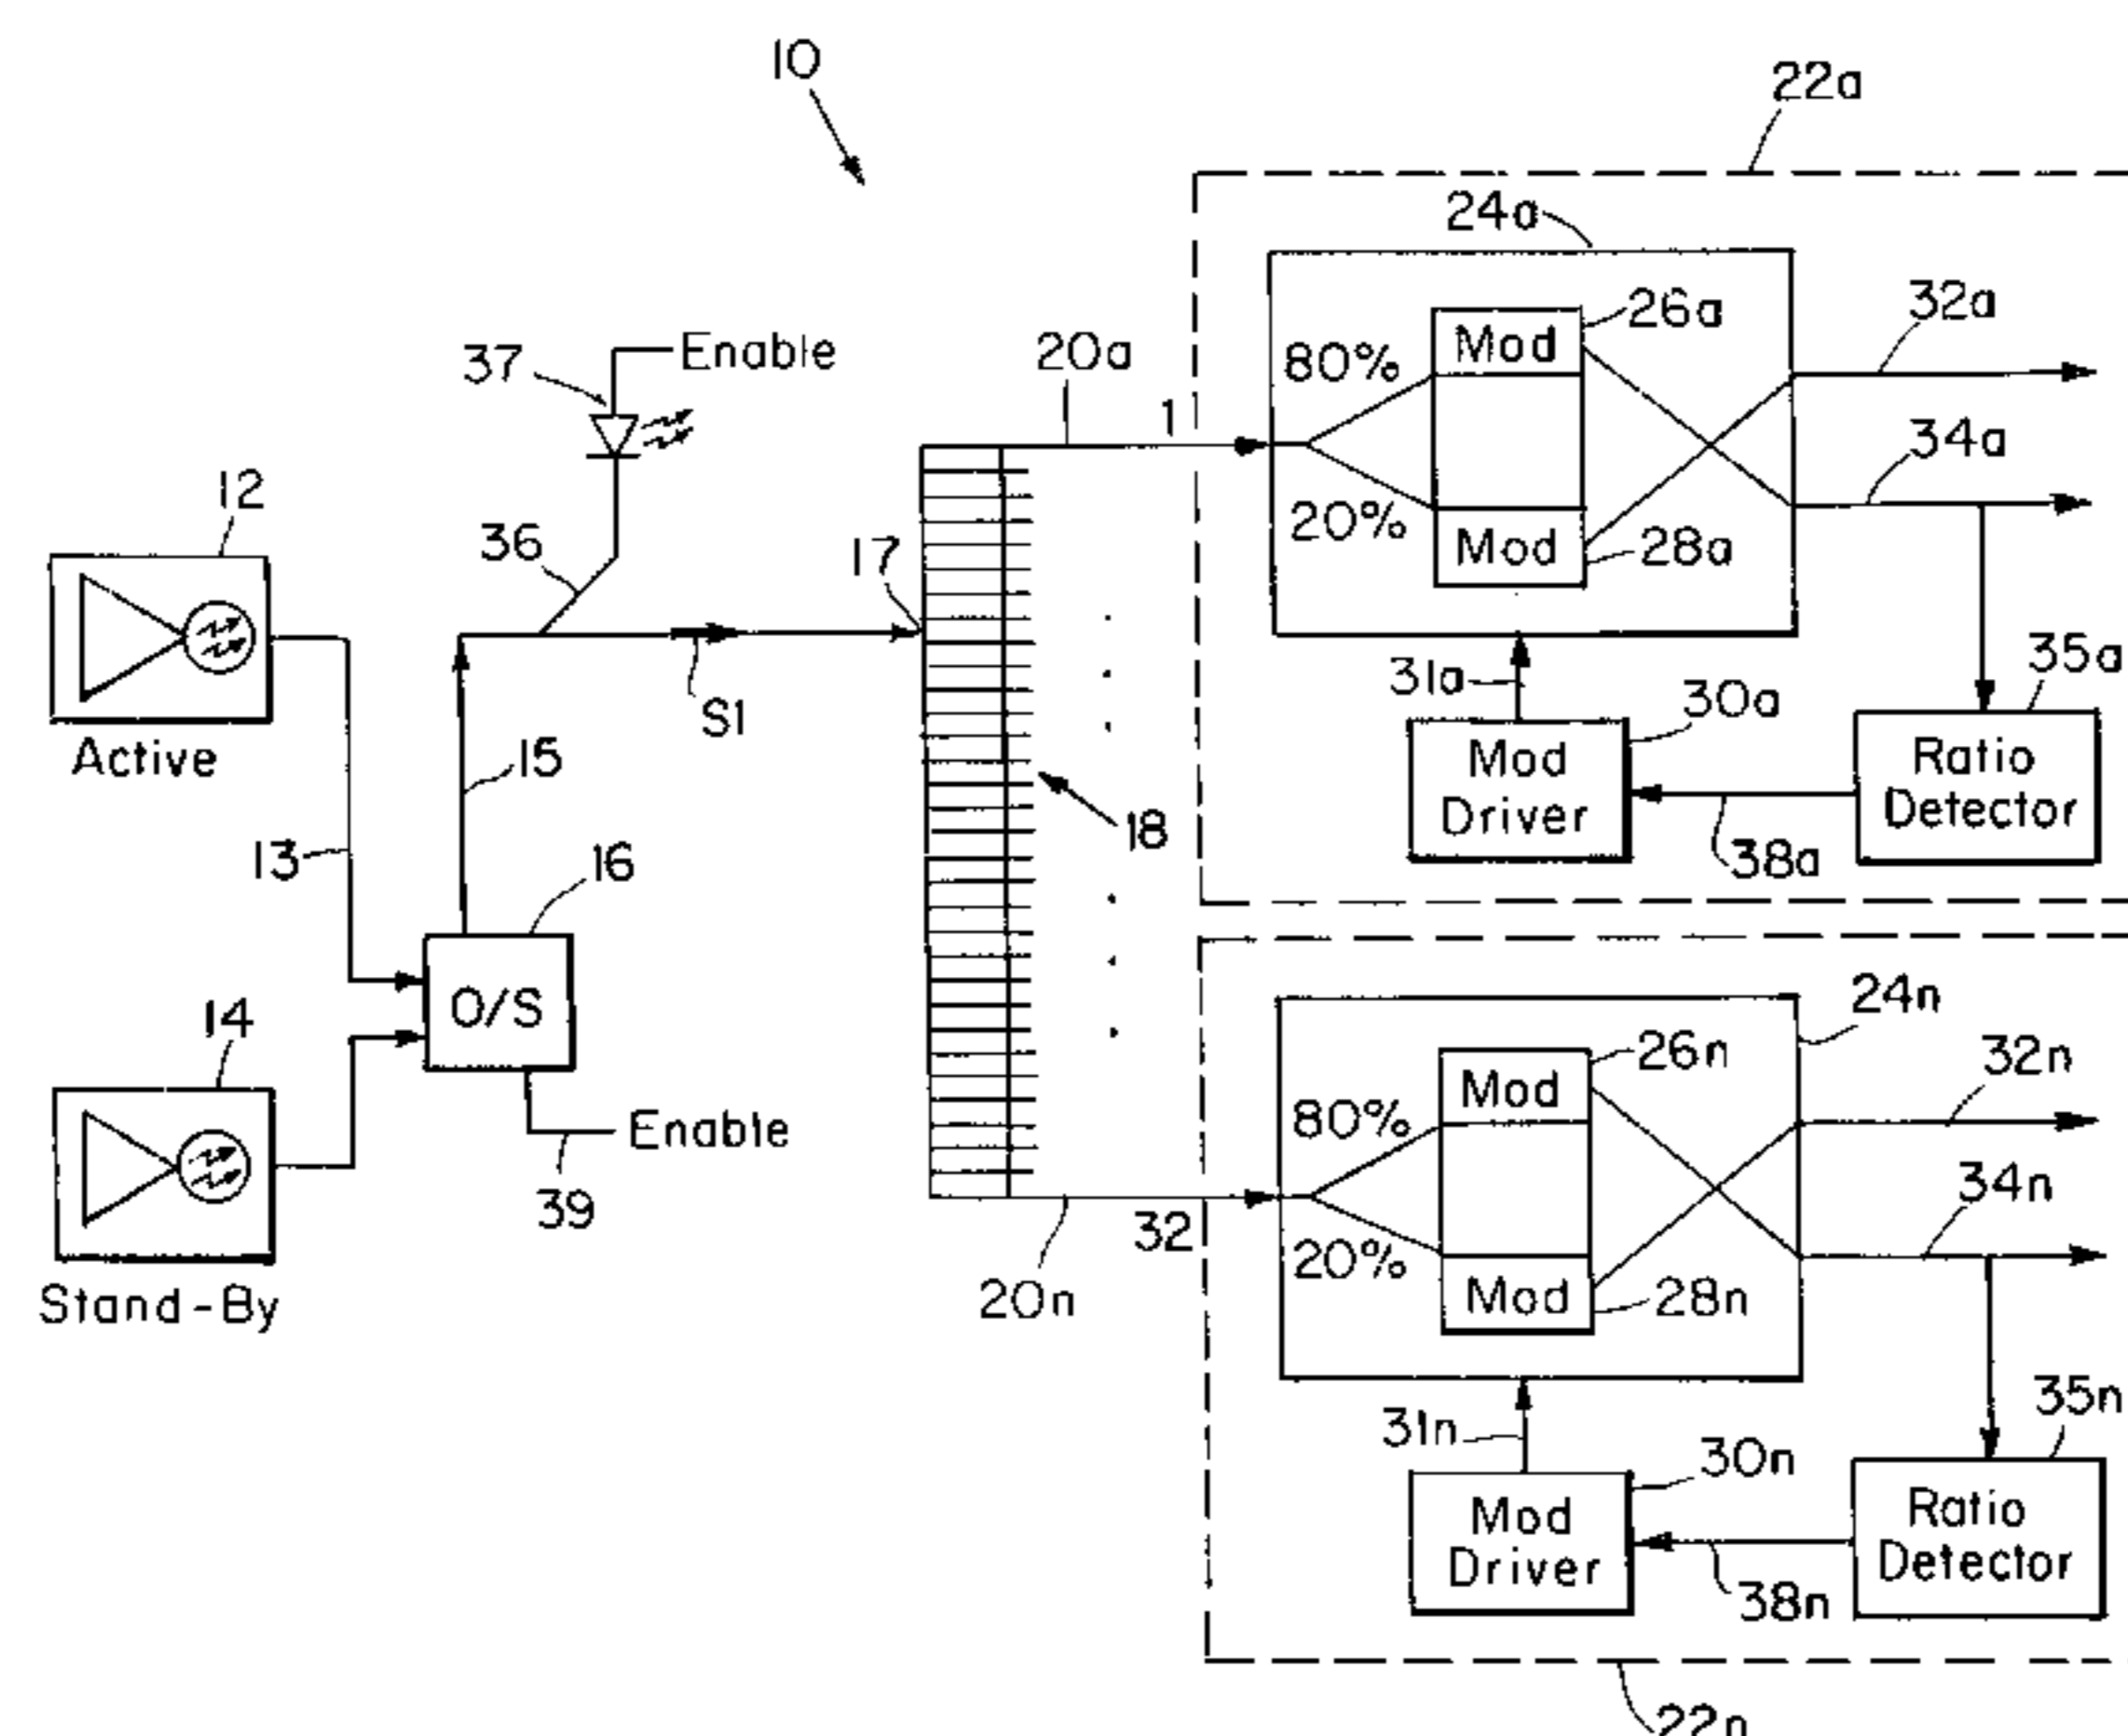 10
22a
24a
26a
Mod
80%
20%
Mod
28a
32a
34a
37
Enable
20a
1
12
36
17
S1
Active
15
13
16
O/S
14
Enable
39
Stand-By
18
31a
30a
Mod
Driver
35a
Ratio
Detector
38a
24n
26n
Mod
80%
20%
Mod
28n
32n
34n
32
20n
31n
30n
Mod
Driver
35n
Ratio
Detector
38n
22n